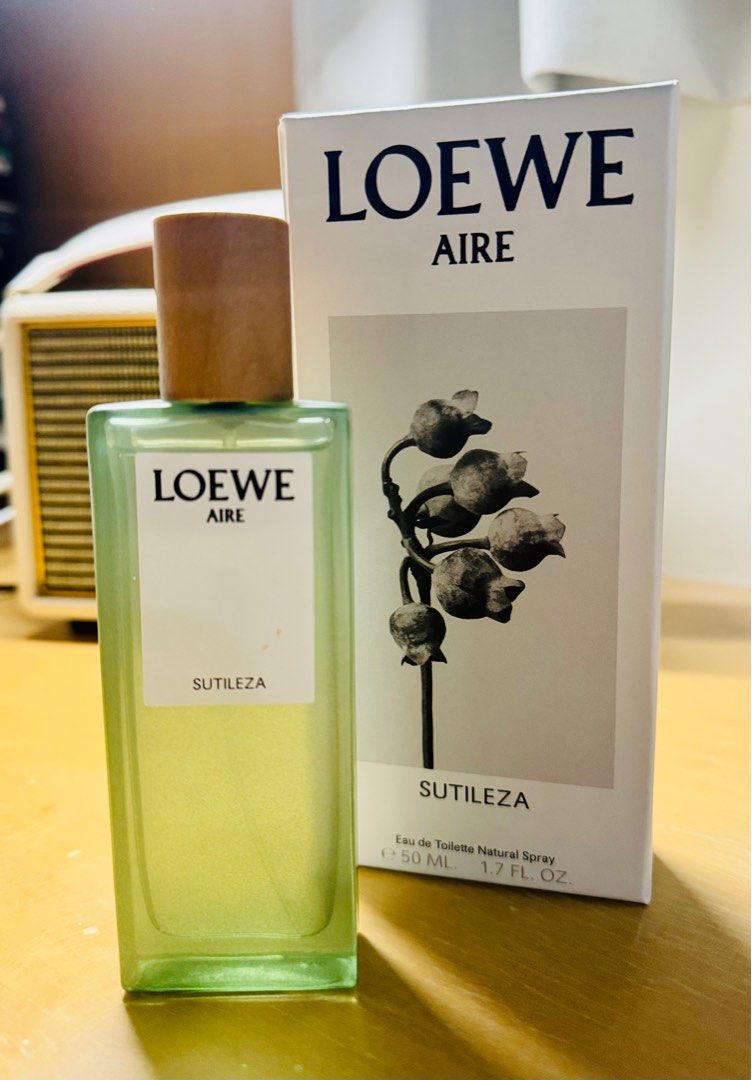 LOEWE
AIRE
SUTILEZA
Eau de Toilette Natural Spray
℮ 50 ML. 1.7 FL. OZ.
LOEWE
AIRE
SUTILEZA